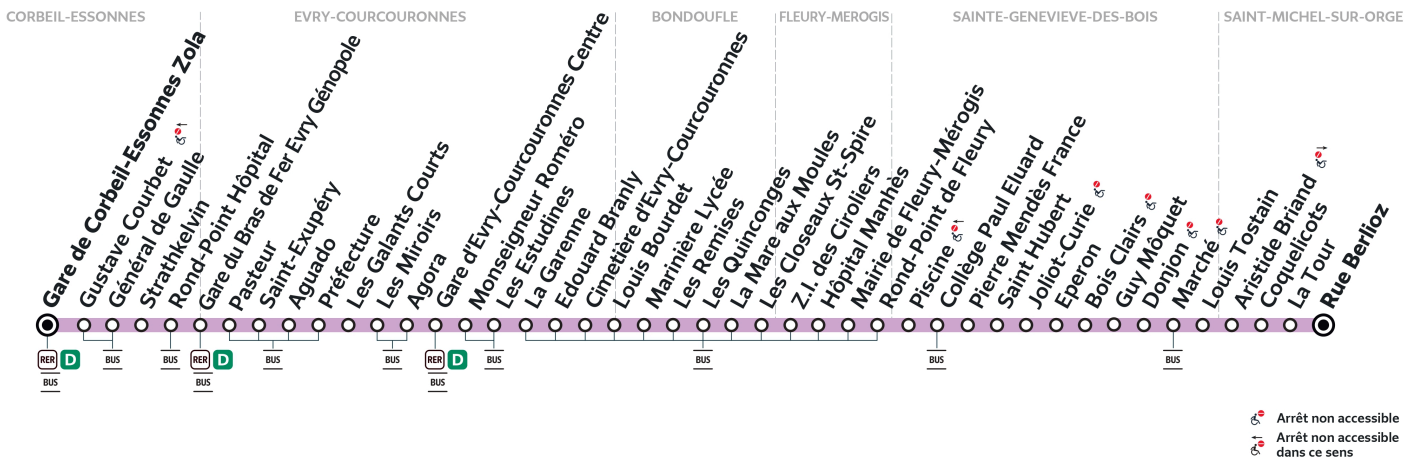 CORBEIL-ESSONNES
EVRY-COURCOURONNES
BONDOUFLE
FLEURY-MEROGIS
SAINTE-GENEVIEVE-DES-BOIS
SAINT-MICHEL-SUR-ORGE
Gare de Corbeil-Essonnes Zola
Gustave Courbet
Général de Gaulle
Strathkelvin
Rond-Point Hôpital
Gare du Bras de Fer Evry Génopole
Pasteur
Saint-Exupéry
Aguado
Préfecture
Les Galants Courts
Les Miroirs
Agora
Gare d'Evry-Courcouronnes Centre
Monseigneur Roméro
Les Estudines
La Garenne
Edouard Branly
Cimetière d'Evry-Courcouronnes
Louis Bourdet
Marinière Lycée
Les Remises
Les Quinconges
La Mare aux Moules
Les Closeaux St-Spire
Z.I. des Ciroliers
Hôpital Manhès
Mairie de Fleury-Mérogis
Rond-Point de Fleury
Piscine
College Paul Eluard
Pierre Mendès France
Saint Hubert
Joliot-Curie
Eperon
Bois Clairs
Guy Môquet
Donjon
Marché
Louis Tostain
Aristide Briand
Coquelicots
La Tour
Rue Berlioz
RER D
BUS
BUS
BUS
RER D
BUS
BUS
BUS
RER D
BUS
BUS
BUS
BUS
BUS
Arrêt non accessible
Arrêt non accessible
dans ce sens